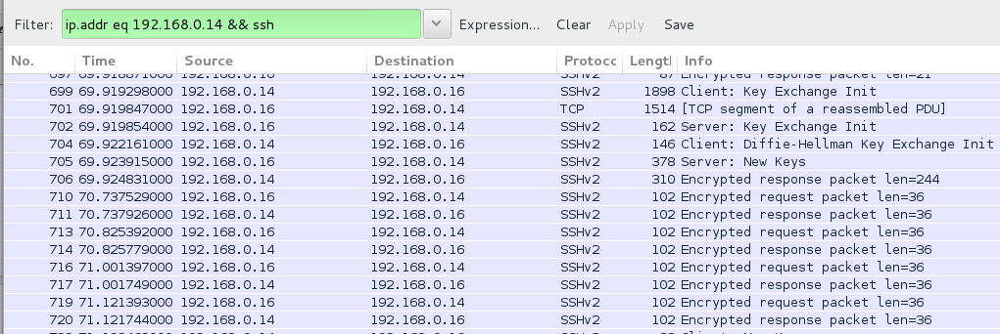 Filter: ip.addr eq 192.168.0.14 && ssh Expression... Clear Apply Save
No. Time Source Destination Protocc Lengtl Info
697 69.918871000 192.168.0.16 192.168.0.14 SSHv2 87 Encrypted response packet len=21
699 69.919298000 192.168.0.14 192.168.0.16 SSHv2 1898 Client: Key Exchange Init
701 69.919847000 192.168.0.16 192.168.0.14 TCP 1514 [TCP segment of a reassembled PDU]
702 69.919854000 192.168.0.16 192.168.0.14 SSHv2 162 Server: Key Exchange Init
704 69.922161000 192.168.0.14 192.168.0.16 SSHv2 146 Client: Diffie-Hellman Key Exchange Init
705 69.923915000 192.168.0.16 192.168.0.14 SSHv2 378 Server: New Keys
706 69.924831000 192.168.0.14 192.168.0.16 SSHv2 310 Encrypted response packet len=244
710 70.737529000 192.168.0.16 192.168.0.14 SSHv2 102 Encrypted request packet len=36
711 70.737926000 192.168.0.14 192.168.0.16 SSHv2 102 Encrypted response packet len=36
713 70.825392000 192.168.0.16 192.168.0.14 SSHv2 102 Encrypted request packet len=36
714 70.825779000 192.168.0.14 192.168.0.16 SSHv2 102 Encrypted response packet len=36
716 71.001397000 192.168.0.16 192.168.0.14 SSHv2 102 Encrypted request packet len=36
717 71.001749000 192.168.0.14 192.168.0.16 SSHv2 102 Encrypted response packet len=36
719 71.121393000 192.168.0.16 192.168.0.14 SSHv2 102 Encrypted request packet len=36
720 71.121744000 192.168.0.14 192.168.0.16 SSHv2 102 Encrypted response packet len=36